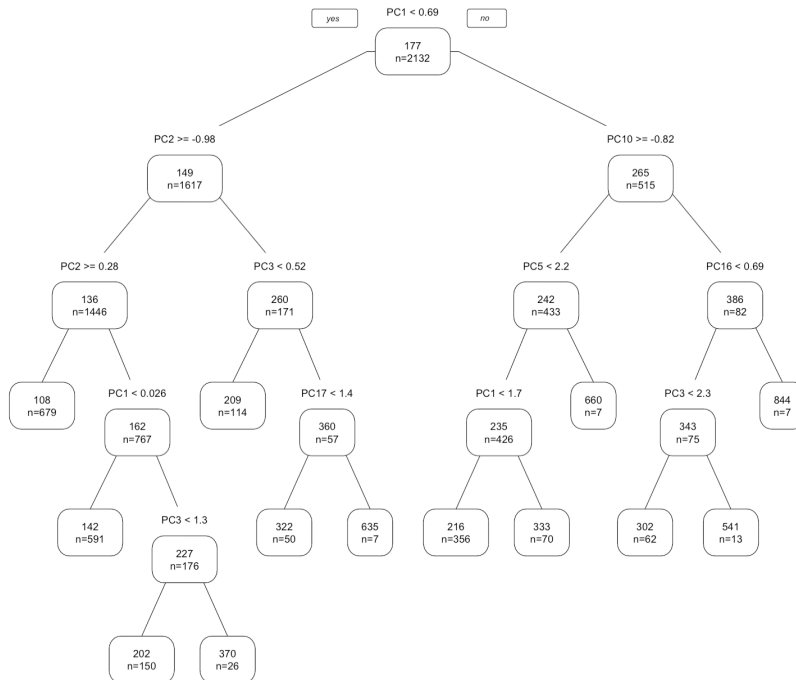 yes PC1 < 0.69 no
177
n=2132
PC2 >= -0.98 PC10 >= -0.82
149 265
n=1617 n=515
PC2 >= 0.28 PC3 < 0.52 PC5 < 2.2 PC16 < 0.69
136 260 242 386
n=1446 n=171 n=433 n=82
108 PC1 < 0.026 209 PC17 < 1.4 PC1 < 1.7 660 PC3 < 2.3 844
n=679 n=114 n=7 n=7
162 360 235 343
n=767 n=57 n=426 n=75
142 PC3 < 1.3 322 635 216 333 302 541
n=591 n=50 n=7 n=356 n=70 n=62 n=13
227
n=176
202 370
n=150 n=26